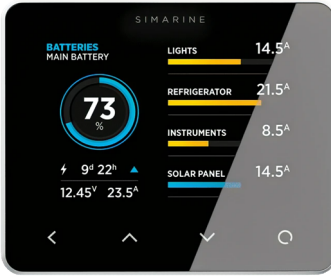 SIMARINE
BATTERIES
MAIN BATTERY
73
%
9d 22h
12.45V 23.5A
LIGHTS 14.5A
REFRIGERATOR 21.5A
INSTRUMENTS 8.5A
SOLAR PANEL 14.5A